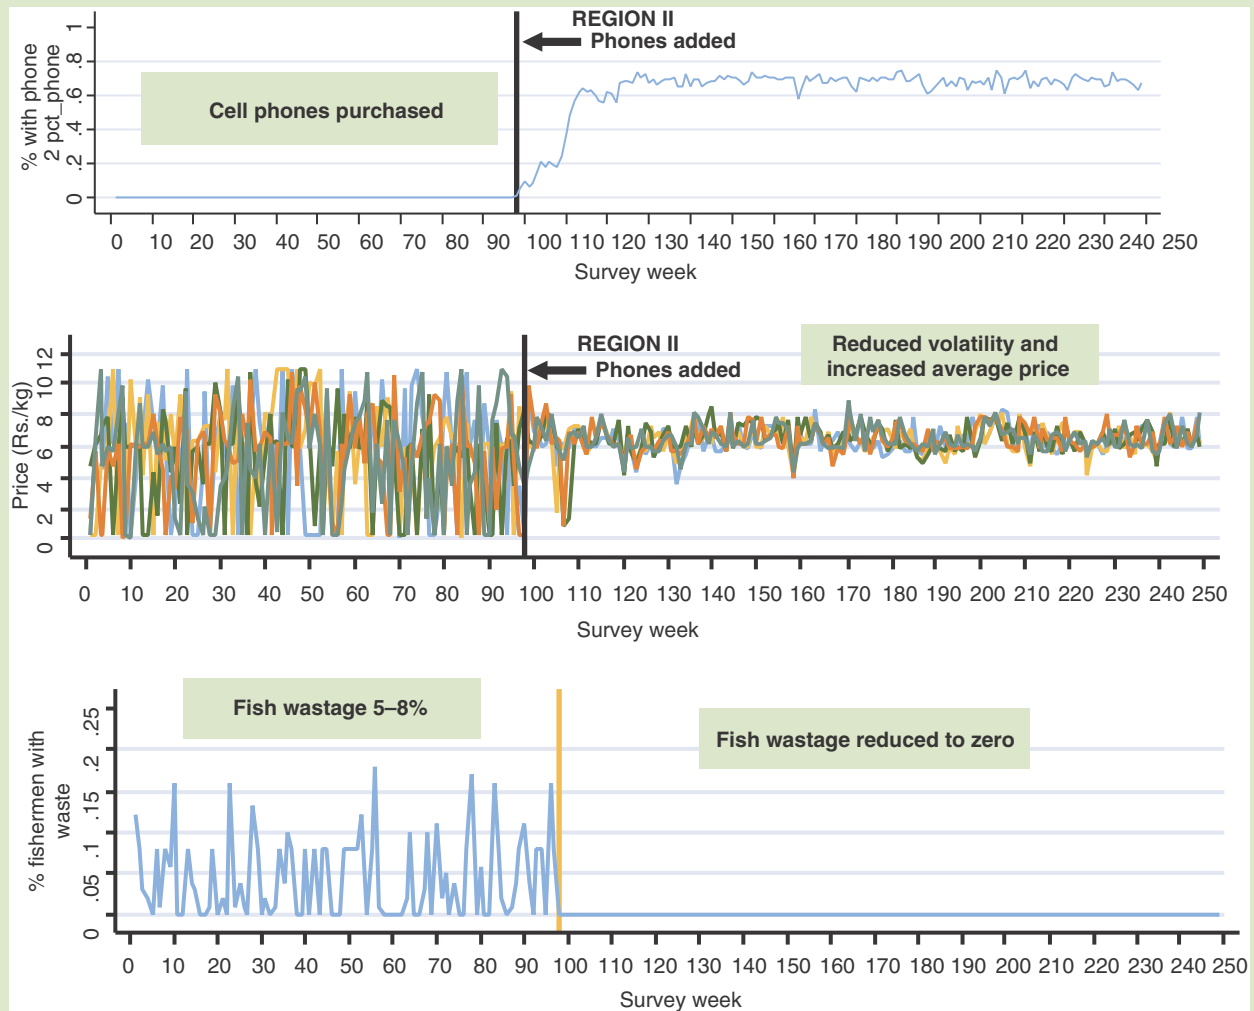 REGION II
Phones added
Cell phones purchased
% with phone
2 pct_phone
1
.8
.6
.4
.2
0
0 10 20 30 40 50 60 70 80 90 100 110 120 130 140 150 160 170 180 190 200 210 220 230 240 250
Survey week
REGION II
Phones added
Reduced volatility and
increased average price
Price (Rs./kg)
12
10
8
6
4
2
0
0 10 20 30 40 50 60 70 80 90 100 110 120 130 140 150 160 170 180 190 200 210 220 230 240 250
Survey week
Fish wastage 5–8%
Fish wastage reduced to zero
% fishermen with
waste
.25
.2
.15
.1
.05
0
0 10 20 30 40 50 60 70 80 90 100 110 120 130 140 150 160 170 180 190 200 210 220 230 240 250
Survey week